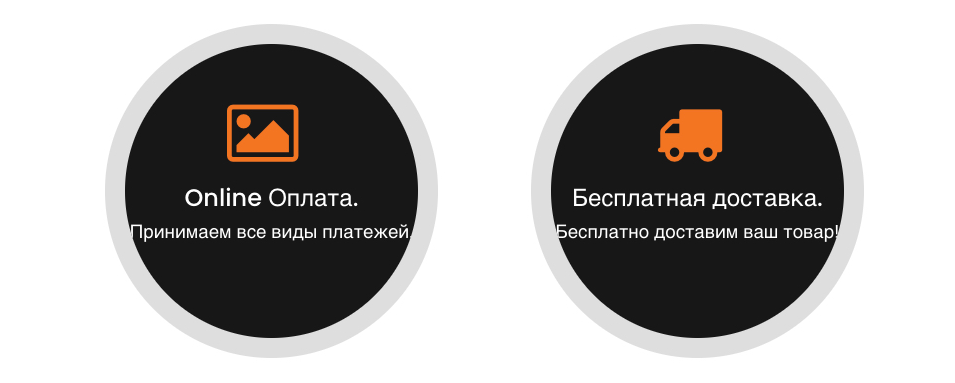 Online Оплата.
Принимаем все виды платежей.
Бесплатная доставка.
Бесплатно доставим ваш товар!